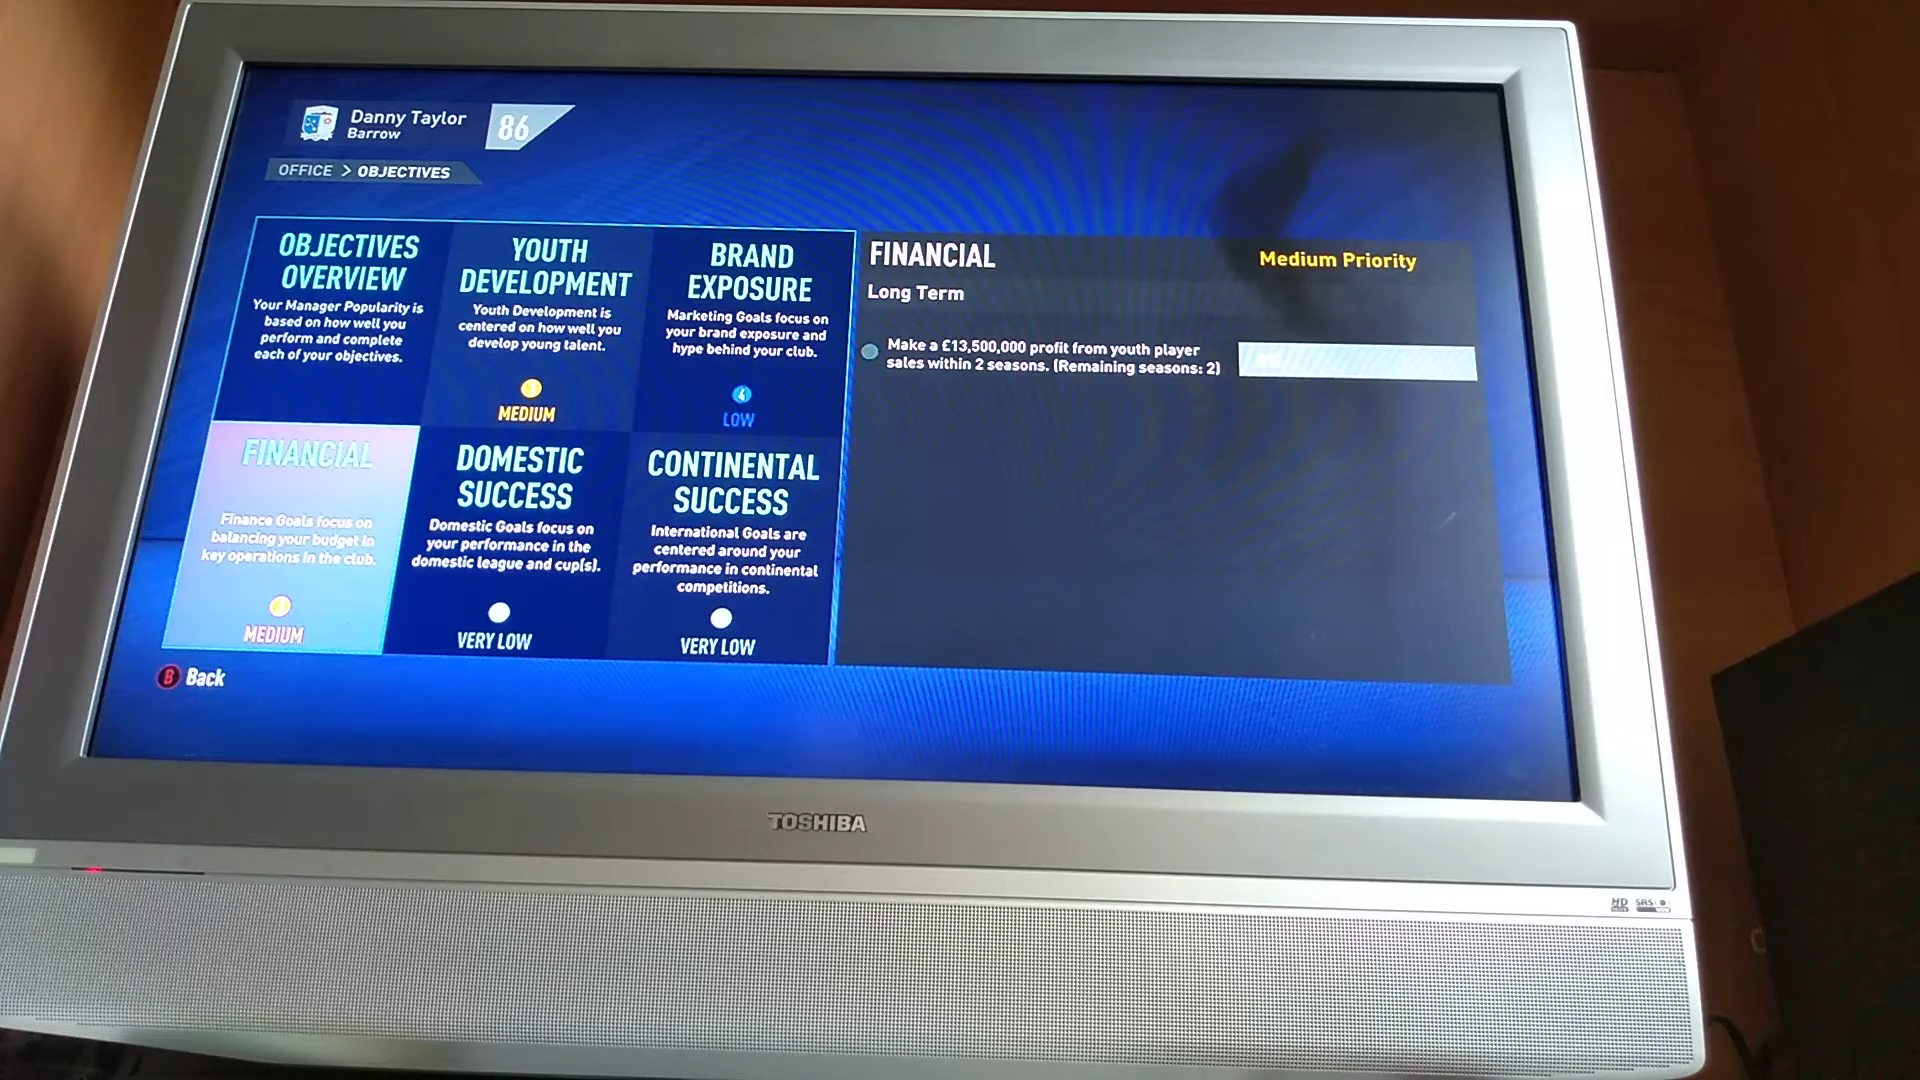 Danny Taylor
Barrow
86
OFFICE > OBJECTIVES
OBJECTIVES
OVERVIEW
Your Manager Popularity is
based on how well you
perform and complete
each of your objectives.
YOUTH
DEVELOPMENT
Youth Development is
centered on how well you
develop young talent.
MEDIUM
BRAND
EXPOSURE
Marketing Goals focus on
your brand exposure and
hype behind your club.
4
LOW
FINANCIAL
Finance Goals focus on
balancing your budget in
key operations in the club.
MEDIUM
DOMESTIC
SUCCESS
Domestic Goals focus on
your performance in the
domestic league and cup(s).
VERY LOW
CONTINENTAL
SUCCESS
International Goals are
centered around your
performance in continental
competitions.
VERY LOW
FINANCIAL
Medium Priority
Long Term
Make a £13,500,000 profit from youth player
sales within 2 seasons. (Remaining seasons: 2)
B Back
TOSHIBA
HD
SRS